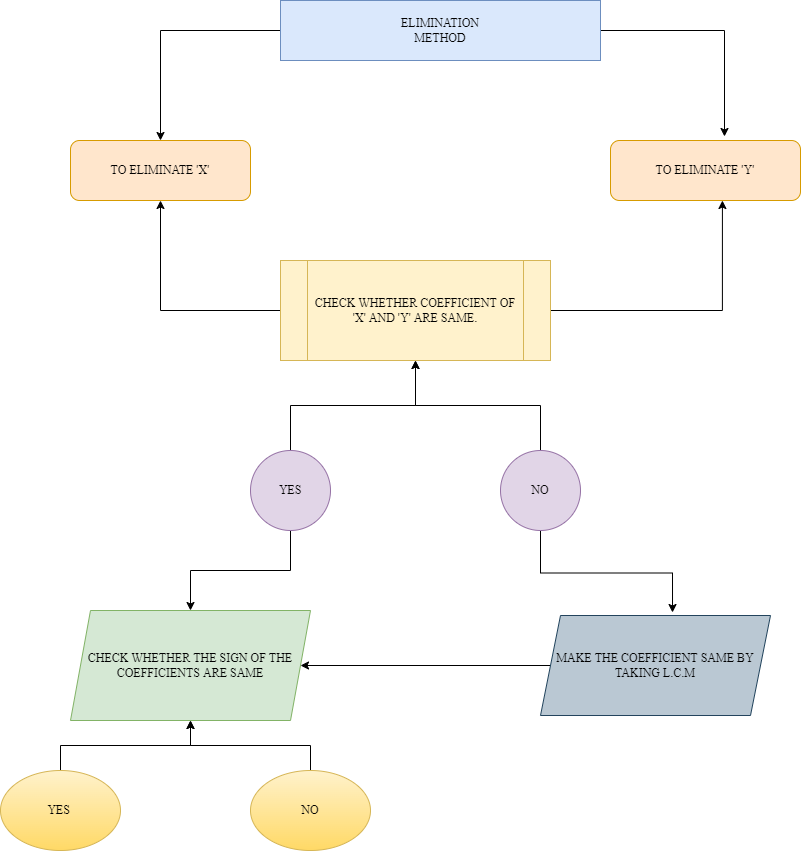 ELIMINATION
METHOD
TO ELIMINATE 'X'
TO ELIMINATE 'Y'
CHECK WHETHER COEFFICIENT OF
'X' AND 'Y' ARE SAME.
YES
NO
CHECK WHETHER THE SIGN OF THE
COEFFICIENTS ARE SAME
MAKE THE COEFFICIENT SAME BY
TAKING L.C.M
YES
NO